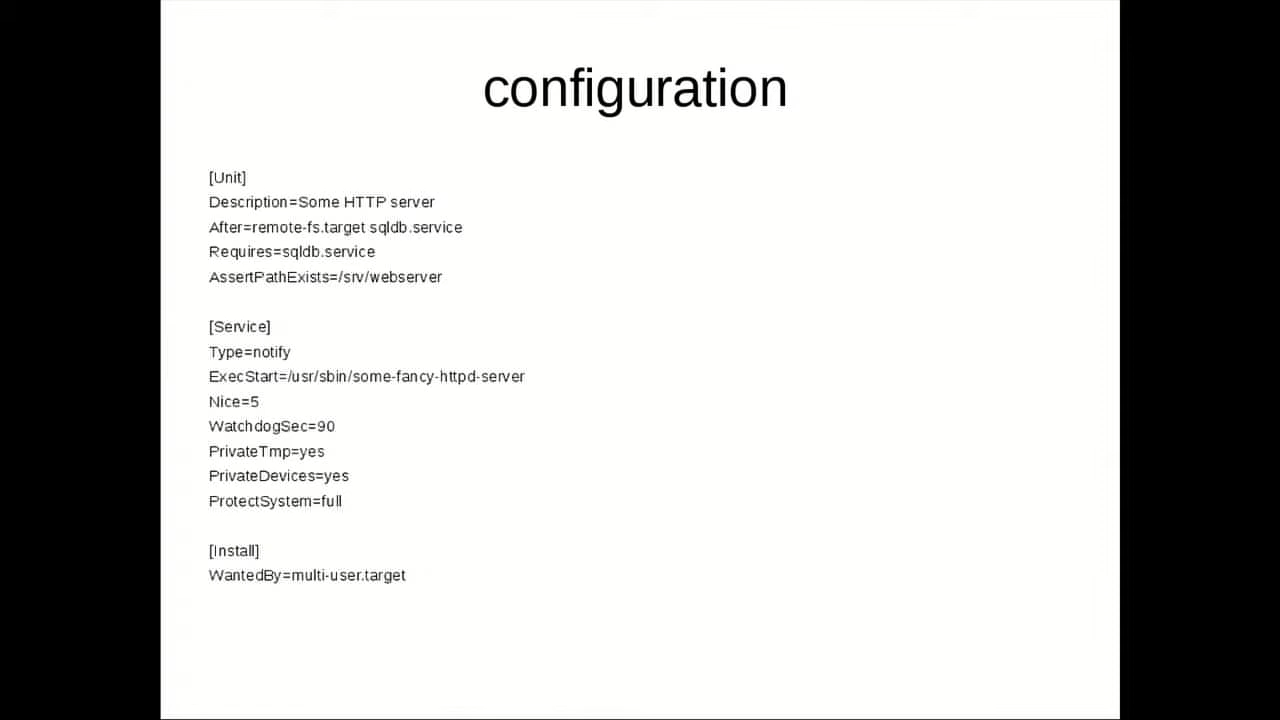 configuration
[Unit]
Description=Some HTTP server
After=remote-fs.target sqldb.service
Requires=sqldb.service
AssertPathExists=/srv/webserver
[Service]
Type=notify
ExecStart=/usr/sbin/some-fancy-httpd-server
Nice=5
WatchdogSec=90
PrivateTmp=yes
PrivateDevices=yes
ProtectSystem=full
[Install]
WantedBy=multi-user.target